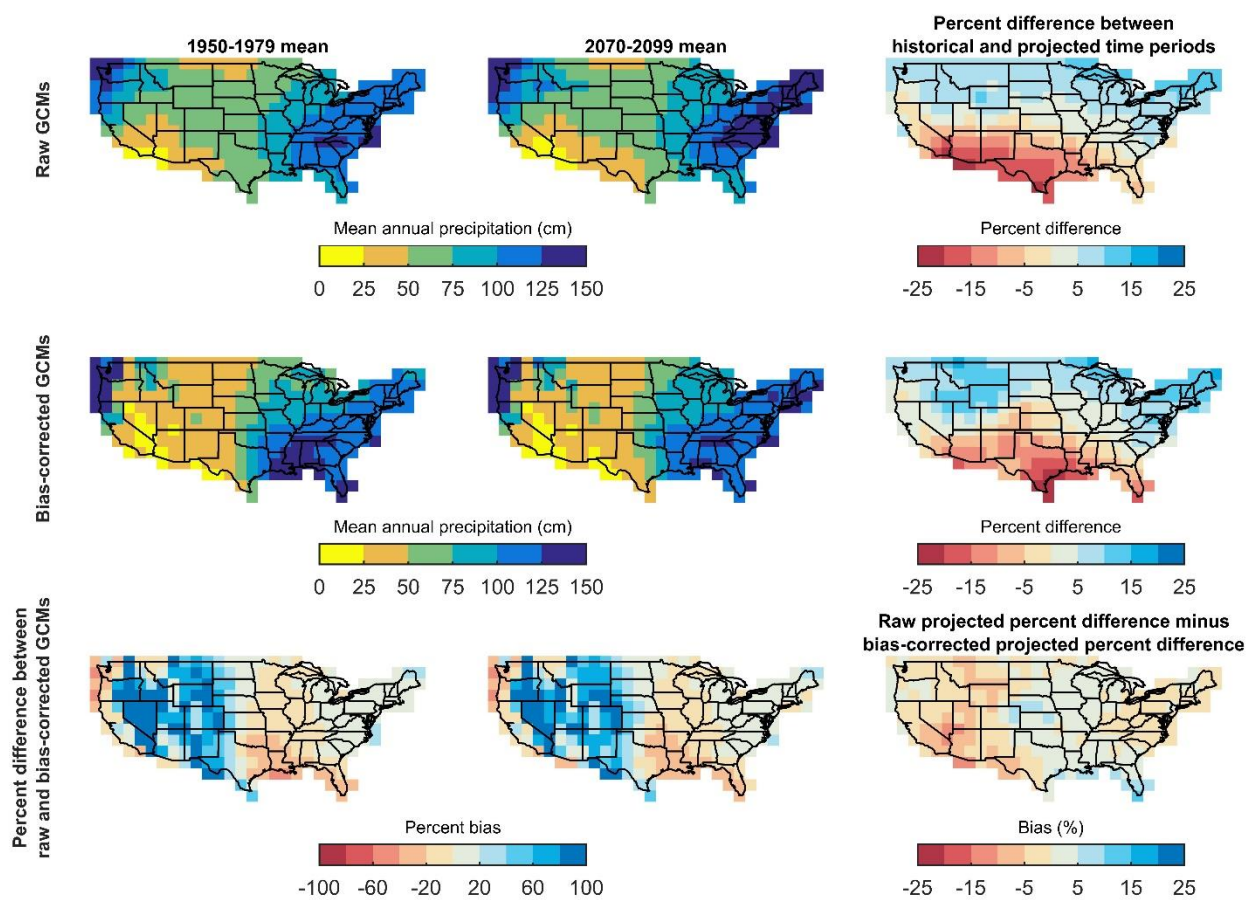 1950-1979 mean
2070-2099 mean
Percent difference between
historical and projected time periods
Raw GCMs
Mean annual precipitation (cm)
0 25 50 75 100 125 150
Percent difference
-25 -15 -5 5 15 25
Bias-corrected GCMs
Mean annual precipitation (cm)
0 25 50 75 100 125 150
Percent difference
-25 -15 -5 5 15 25
Percent difference between
raw and bias-corrected GCMs
Raw projected percent difference minus
bias-corrected projected percent difference
Percent bias
-100 -60 -20 20 60 100
Bias (%)
-25 -15 -5 5 15 25